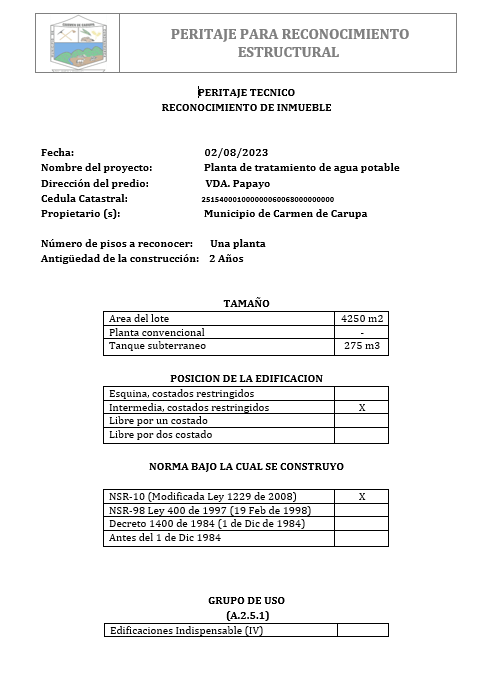 PERITAJE PARA RECONOCIMIENTO
ESTRUCTURAL
PERITAJE TECNICO
RECONOCIMIENTO DE INMUEBLE
Fecha: 02/08/2023
Nombre del proyecto: Planta de tratamiento de agua potable
Dirección del predio: VDA. Papayo
Cedula Catastral:
Propietario (s): Municipio de Carmen de Carupa
Número de pisos a reconocer: Una planta
Antigüedad de la construcción: 2 Años
TAMAÑO
Area del lote 4250 m2
Planta convencional -
Tanque subterraneo 275 m3
POSICION DE LA EDIFICACION
Esquina, costados restringidos
Intermedia, costados restringidos X
Libre por un costado
Libre por dos costado
NORMA BAJO LA CUAL SE CONSTRUYO
NSR-10 (Modificada Ley 1229 de 2008) X
NSR-98 Ley 400 de 1997 (19 Feb de 1998)
Decreto 1400 de 1984 (1 de Dic de 1984)
Antes del 1 de Dic 1984
GRUPO DE USO
(A.2.5.1)
Edificaciones Indispensable (IV)